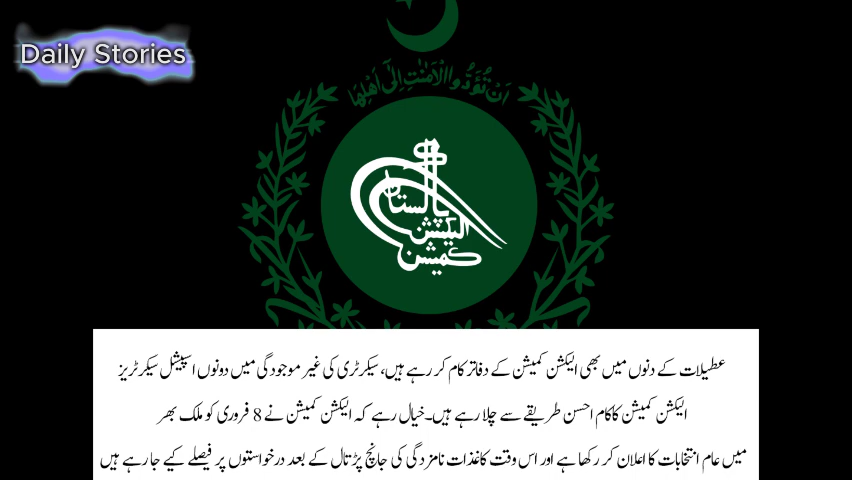 Daily Stories
اَنْ تُؤَدُّوا الْاَمٰنٰتِ اِلٰٓى اَهْلِهَا
پاکستان
الیکشن
کمیشن
عطیلات کے دنوں میں بھی الیکشن کمیشن کے دفاتر کام کر رہے ہیں، سیکرٹری کی غیر موجودگی میں دونوں اسپیشل سیکرٹریز
الیکشن کمیشن کا کام احسن طریقے سے چلا رہے ہیں۔ خیال رہے کہ الیکشن کمیشن نے 8 فروری کو ملک بھر
میں عام انتخابات کا اعلان کر رکھا ہے اور اس وقت کاغذات نامزدگی کی جانچ پڑتال کے بعد درخواستوں پر فیصلے کیے جا رہے ہیں